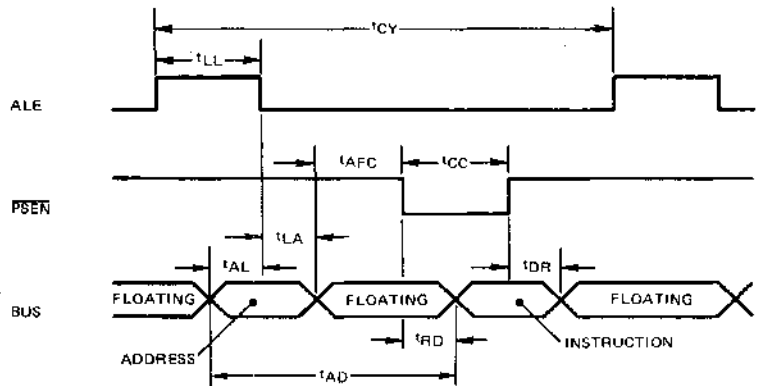 tCY
tLL
ALE
tAFC
tCC
PSEN
tLA
tAL
tDR
FLOATING
FLOATING
FLOATING
BUS
tRD
INSTRUCTION
ADDRESS
tAD